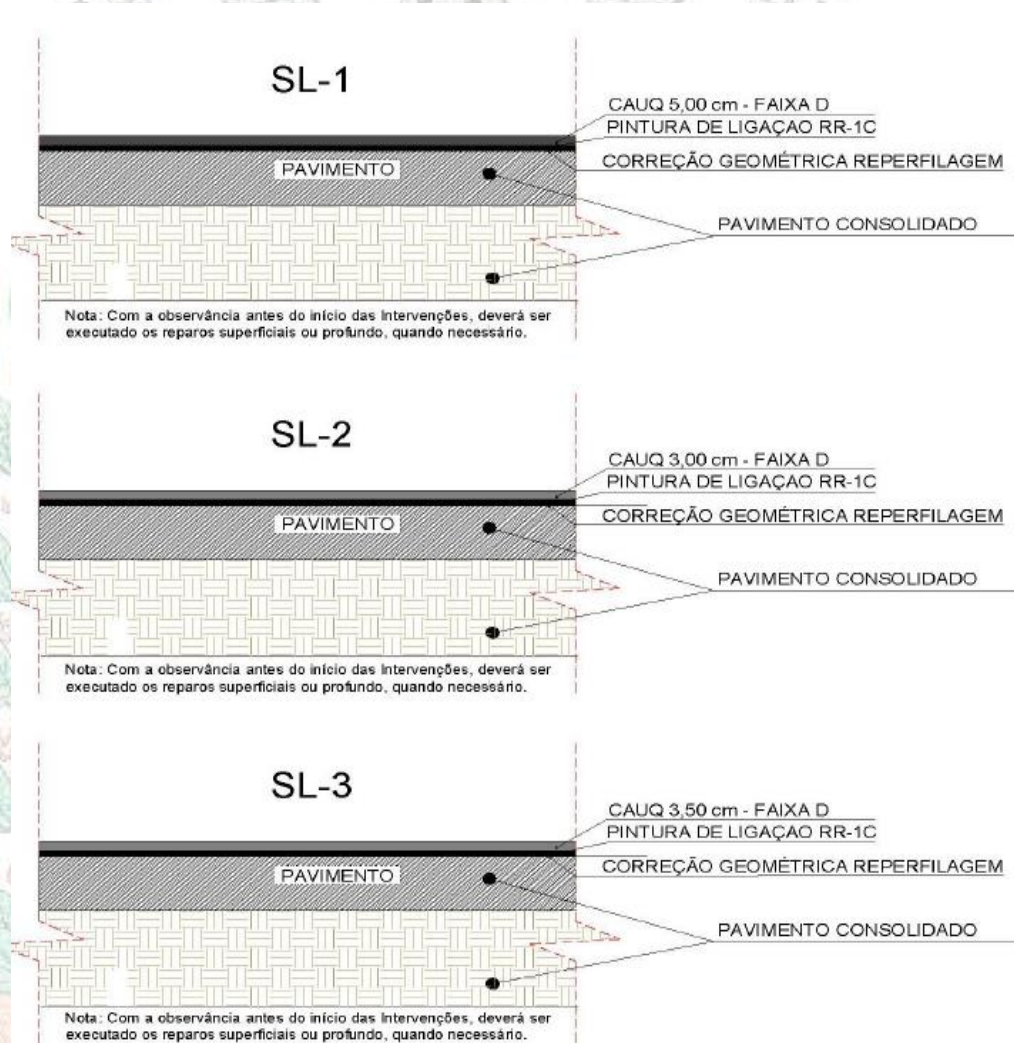 SL-1
CAUQ 5,00 cm - FAIXA D
PINTURA DE LIGAÇAO RR-1C
CORREÇÃO GEOMÉTRICA REPERFILAGEM
PAVIMENTO
PAVIMENTO CONSOLIDADO
Nota: Com a observância antes do início das Intervenções, deverá ser
executado os reparos superficiais ou profundo, quando necessário.
SL-2
CAUQ 3,00 cm - FAIXA D
PINTURA DE LIGAÇAO RR-1C
CORREÇÃO GEOMÉTRICA REPERFILAGEM
PAVIMENTO
PAVIMENTO CONSOLIDADO
Nota: Com a observância antes do início das Intervenções, deverá ser
executado os reparos superficiais ou profundo, quando necessário.
SL-3
CAUQ 3,50 cm - FAIXA D
PINTURA DE LIGAÇAO RR-1C
CORREÇÃO GEOMÉTRICA REPERFILAGEM
PAVIMENTO
PAVIMENTO CONSOLIDADO
Nota: Com a observância antes do início das Intervenções, deverá ser
executado os reparos superficiais ou profundo, quando necessário.